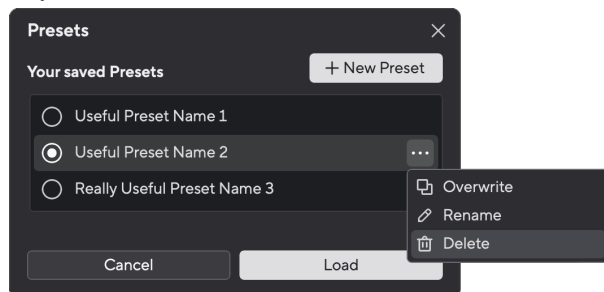 Presets
Your saved Presets
+ New Preset
Useful Preset Name 1
Useful Preset Name 2
Really Useful Preset Name 3
Overwrite
Rename
Delete
Cancel
Load